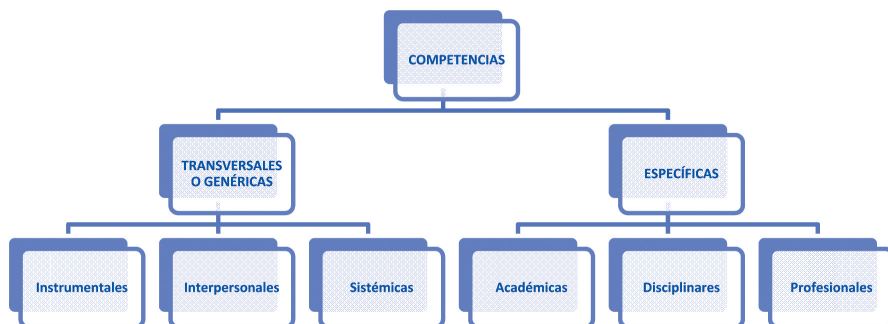 COMPETENCIAS
TRANSVERSALES
O GENÉRICAS
ESPECÍFICAS
Instrumentales
Interpersonales
Sistémicas
Académicas
Disciplinares
Profesionales